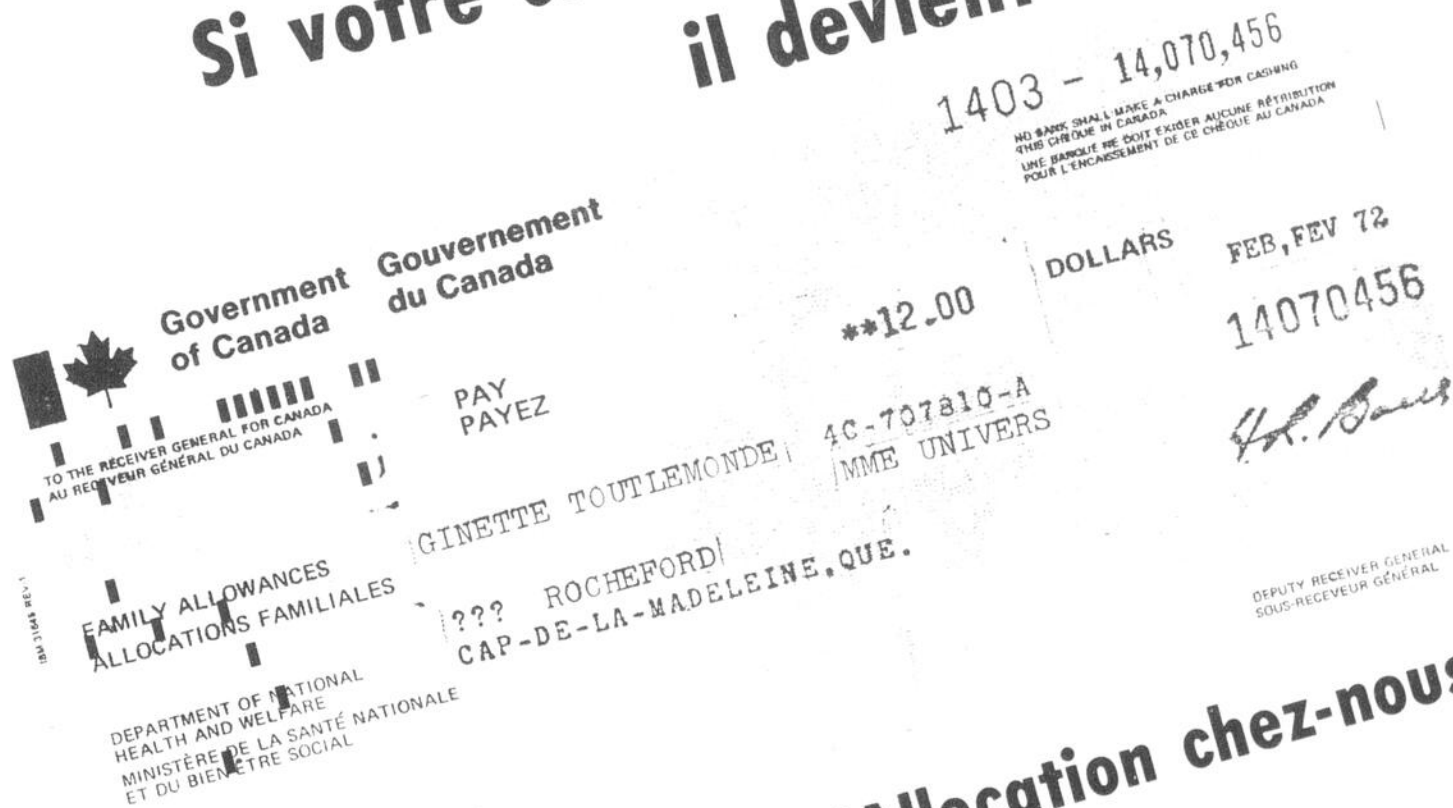 Si votre
il devient
1403 - 14,070,456
NO BANK SHALL MAKE A CHARGE FOR CASHING
THIS CHEQUE IN CANADA
UNE BANQUE NE DOIT EXIGER AUCUNE RÉTRIBUTION
POUR L'ENCAISSEMENT DE CE CHÈQUE AU CANADA
Government
of Canada
Gouvernement
du Canada
**12.00
DOLLARS
FEB,FEV 72
14070456
TO THE RECEIVER GENERAL FOR CANADA
AU RECEVEUR GÉNÉRAL DU CANADA
PAY
PAYEZ
4C-707810-A
GINETTE TOUTLEMONDE
MME UNIVERS
??? ROCHEFORD
CAP-DE-LA-MADELEINE.QUE.
FAMILY ALLOWANCES
ALLOCATIONS FAMILIALES
DEPUTY RECEIVER GENERAL
SOUS-RECEVEUR GÉNÉRAL
DEPARTMENT OF NATIONAL
HEALTH AND WELFARE
MINISTÈRE DE LA SANTÉ NATIONALE
ET DU BIEN-ÊTRE SOCIAL
Allocation chez-nous